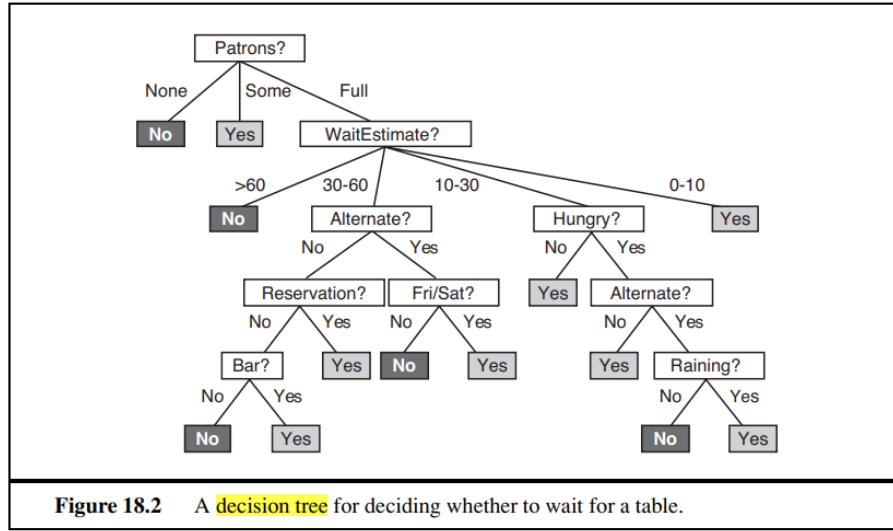 Patrons?
None Some Full
No Yes WaitEstimate?
>60 30-60 10-30 0-10
No Alternate? Hungry? Yes
No Yes No Yes
Reservation? Fri/Sat? Yes Alternate?
No Yes No Yes No Yes
Bar? Yes No Yes Yes Raining?
No Yes No Yes
No Yes No Yes
Figure 18.2 A decision tree for deciding whether to wait for a table.